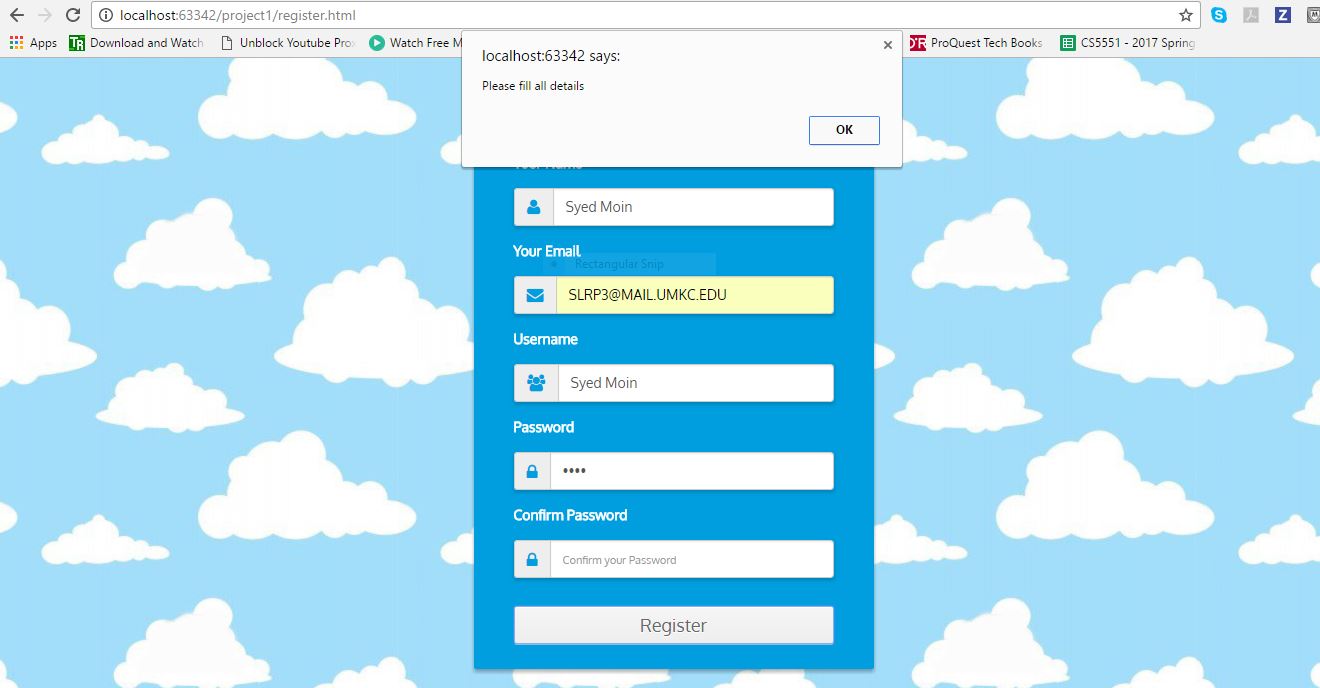 localhost:63342/project1/register.html
Apps Download and Watch Unblock Youtube Prox Watch Free M ProQuest Tech Books CS5551 - 2017 Spring
localhost:63342 says:
Please fill all details
OK
Your Name
Syed Moin
Your Email
Rectangular Snip
SLRP3@MAIL.UMKC.EDU
Username
Syed Moin
Password
••••
Confirm Password
Confirm your Password
Register